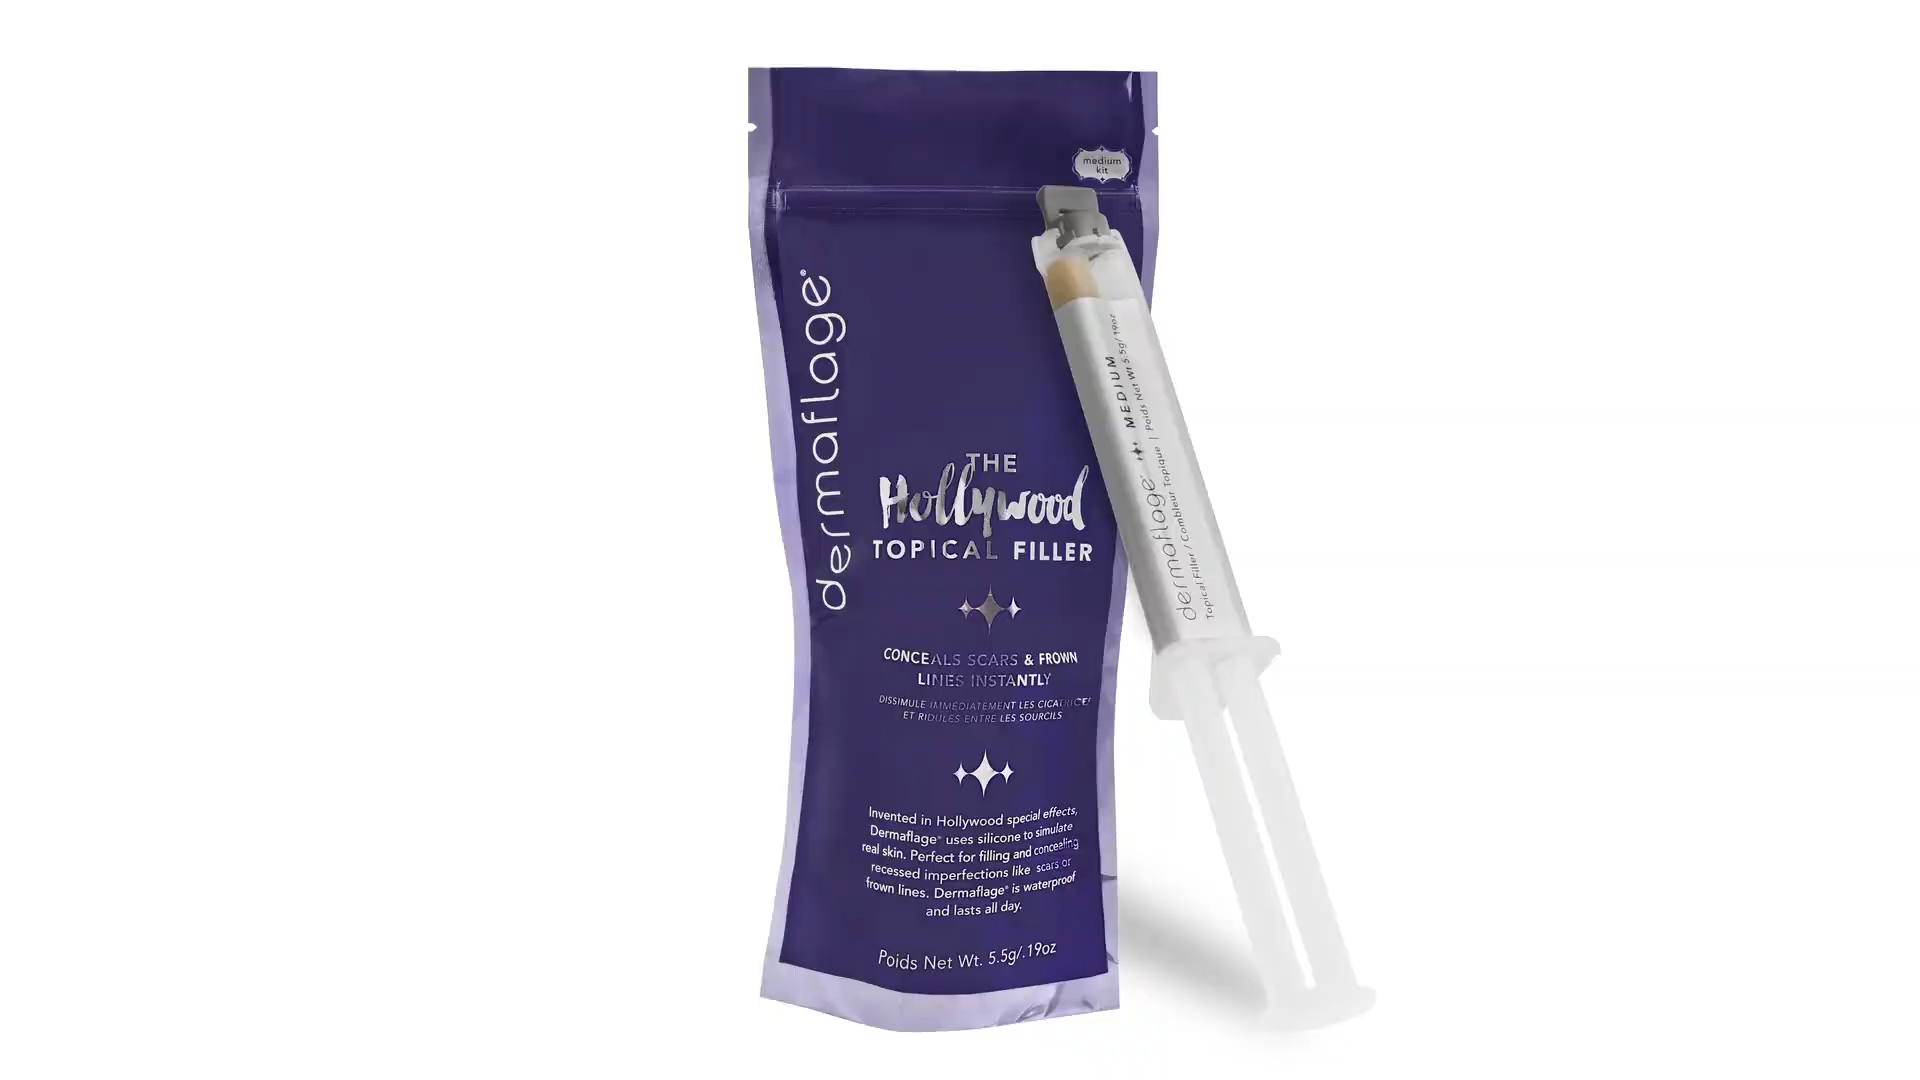 medium
kit
dermaflage®
THE
Hollywood
TOPICAL FILLER
CONCEALS SCARS & FROWN
LINES INSTANTLY
DISSIMULE IMMÉDIATEMENT LES CICATRICES
ET RIDULES ENTRE LES SOURCILS
Invented in Hollywood special effects,
Dermaflage® uses silicone to simulate
real skin. Perfect for filling and concealing
recessed imperfections like scars or
frown lines. Dermaflage® is waterproof
and lasts all day.
Poids Net Wt. 5.5g/.19oz
dermaflage® MEDIUM
Topical Filler / Combleur Topique | Poids Net Wt 5.5g/.19oz